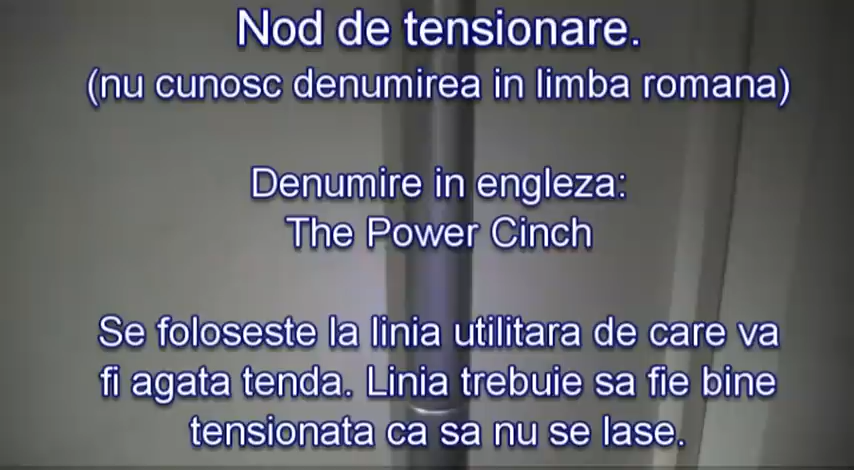 Nod de tensionare.
(nu cunosc denumirea in limba romana)
Denumire in engleza:
The Power Cinch
Se foloseste la linia utilitara de care va
fi agata tenda. Linia trebuie sa fie bine
tensionata ca sa nu se lase.